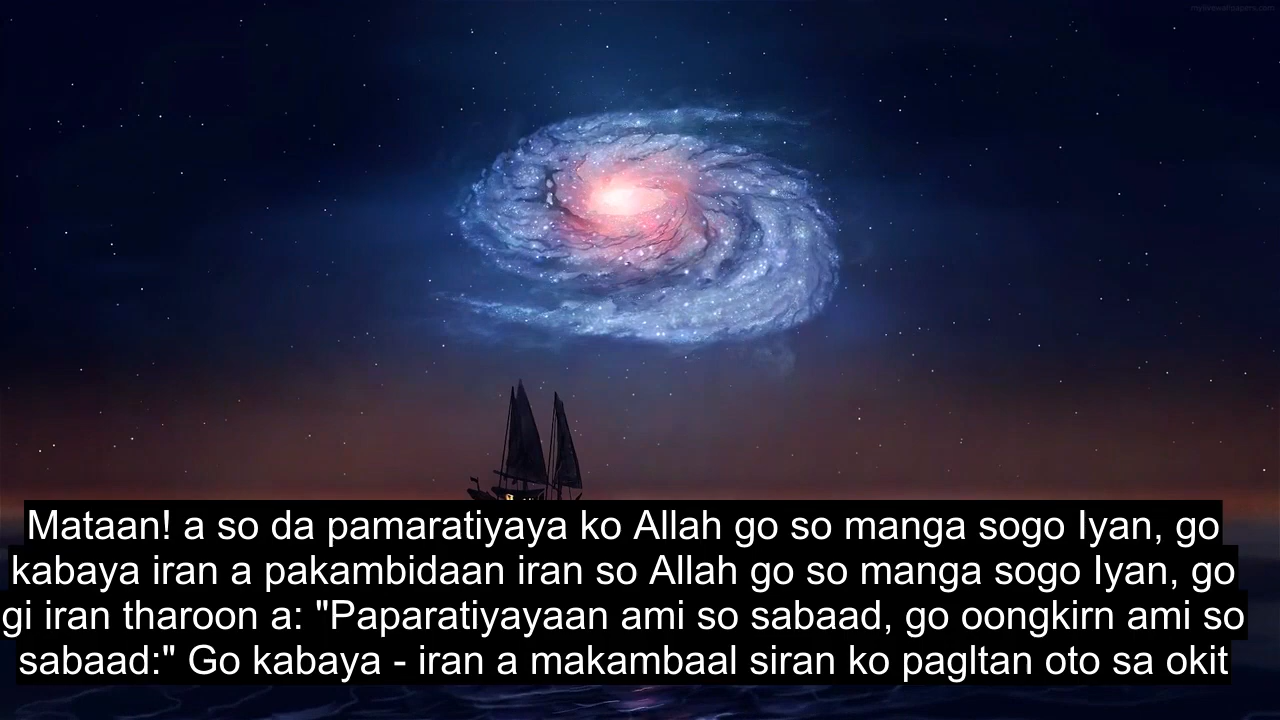 mylivewallpapers.com
Mataan! a so da pamaratiyaya ko Allah go so manga sogo Iyan, go
kabaya iran a pakambidaan iran so Allah go so manga sogo Iyan, go
gi iran tharoon a: "Paparatiyayaan ami so sabaad, go oongkirn ami so
sabaad:" Go kabaya - iran a makambaal siran ko pagltan oto sa okit